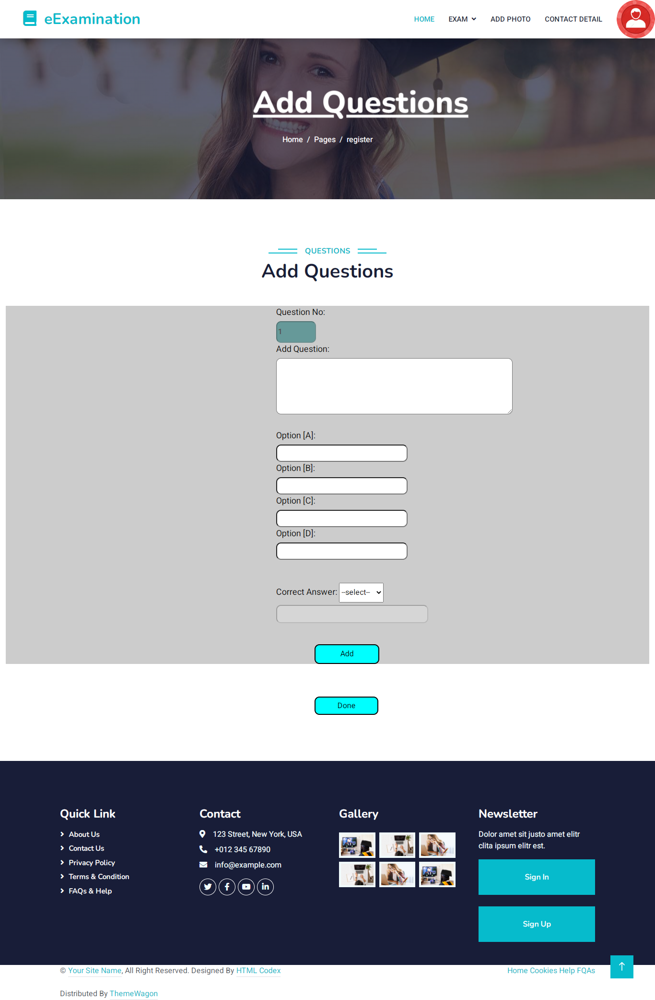 eExamination
HOME
EXAM
ADD PHOTO
CONTACT DETAIL
Add Questions
Home / Pages / register
QUESTIONS
Add Questions
Question No:
1
Add Question:
Option [A]:
Option [B]:
Option [C]:
Option [D]:
Correct Answer: --select--
Add
Done
Quick Link
About Us
Contact Us
Privacy Policy
Terms & Condition
FAQs & Help
Contact
123 Street, New York, USA
+012 345 67890
info@example.com
Gallery
Newsletter
Dolor amet sit justo amet elitr
clita ipsum elitr est.
Sign In
Sign Up
© Your Site Name, All Right Reserved. Designed By HTML Codex
Home Cookies Help FQAs
Distributed By ThemeWagon